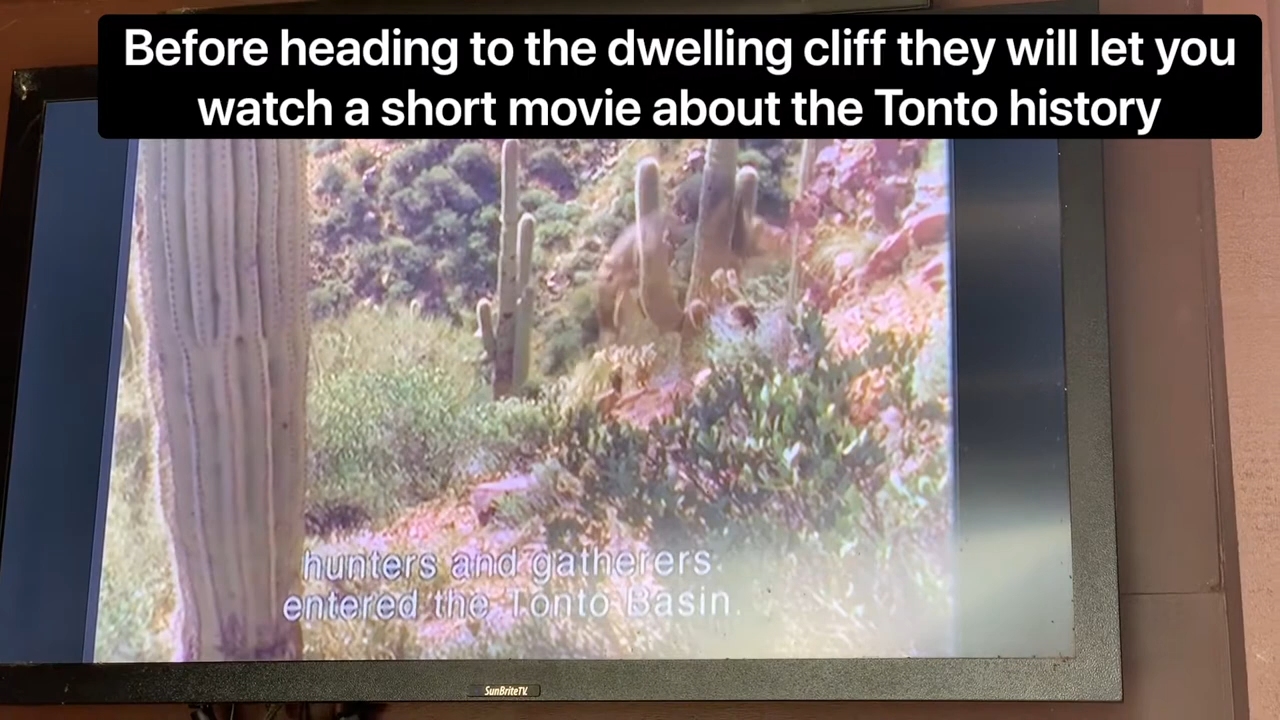 Before heading to the dwelling cliff they will let you
watch a short movie about the Tonto history
hunters and gatherers
entered the Tonto Basin.
SunBriteTV.